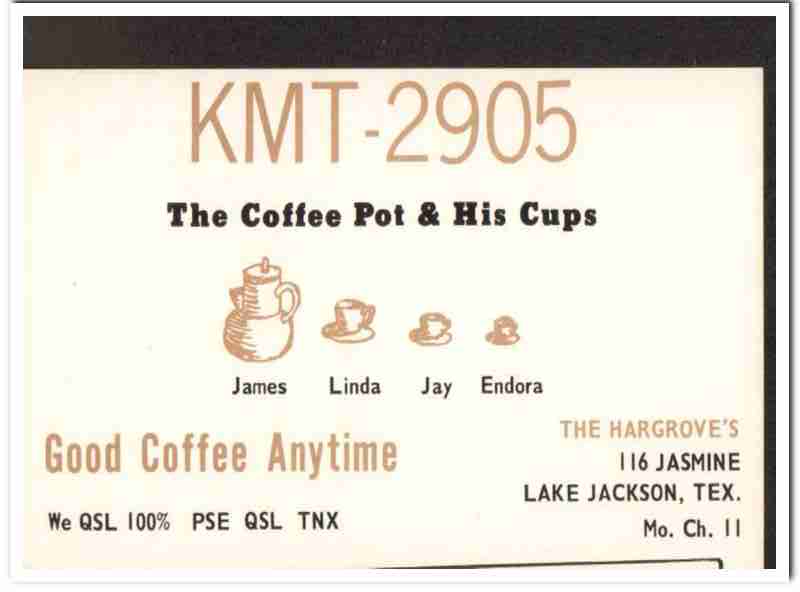 KMT-2905
The Coffee Pot & His Cups
James Linda Jay Endora
Good Coffee Anytime
THE HARGROVE'S
116 JASMINE
LAKE JACKSON, TEX.
We QSL 100% PSE QSL TNX
Mo. Ch. 11